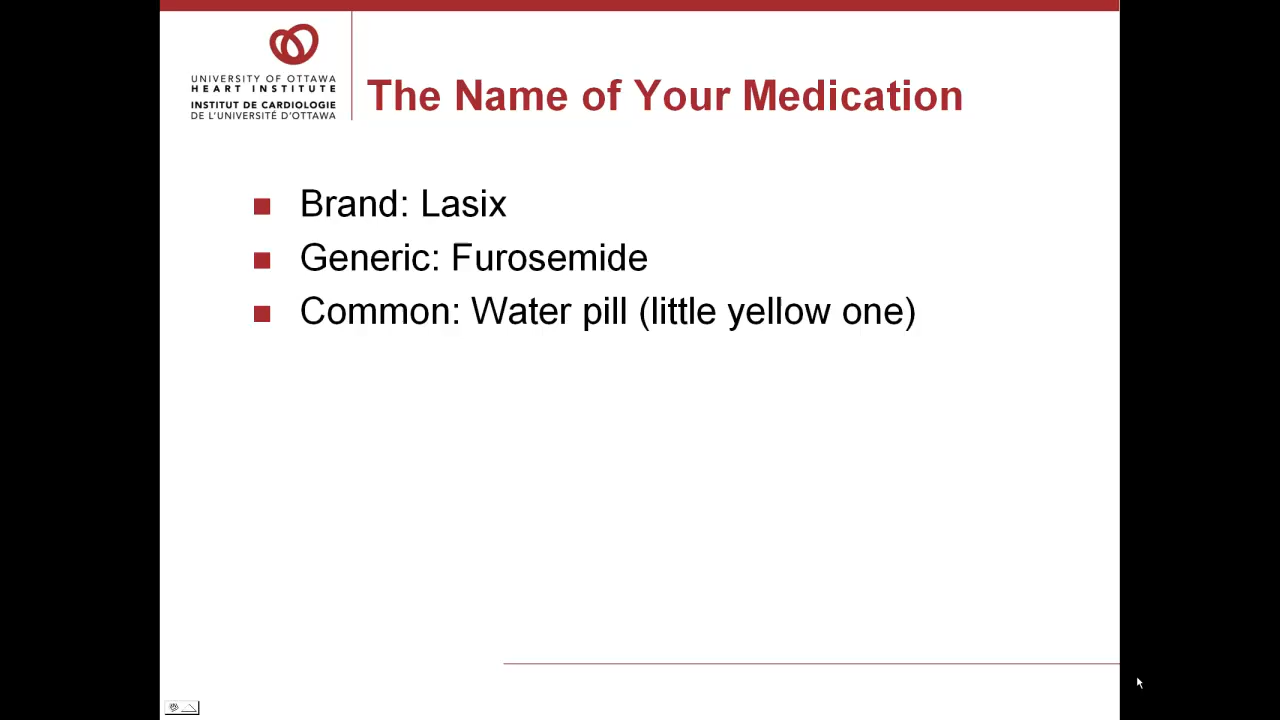 UNIVERSITY OF OTTAWA
HEART INSTITUTE
INSTITUT DE CARDIOLOGIE
DE L'UNIVERSITÉ D'OTTAWA
The Name of Your Medication
Brand: Lasix
Generic: Furosemide
Common: Water pill (little yellow one)